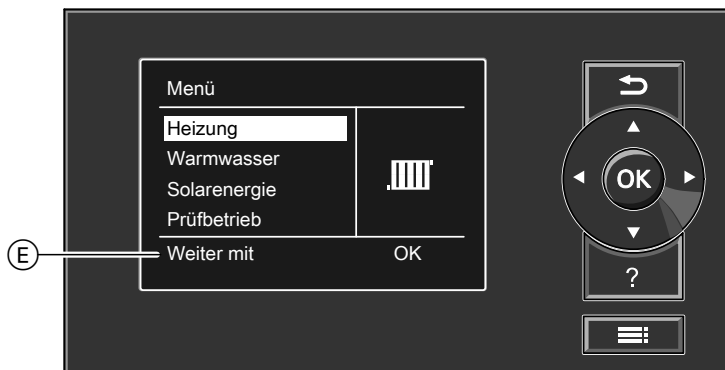 Menü
Heizung
Warmwasser
Solarenergie
Prüfbetrieb
Weiter mit OK
E
OK
?